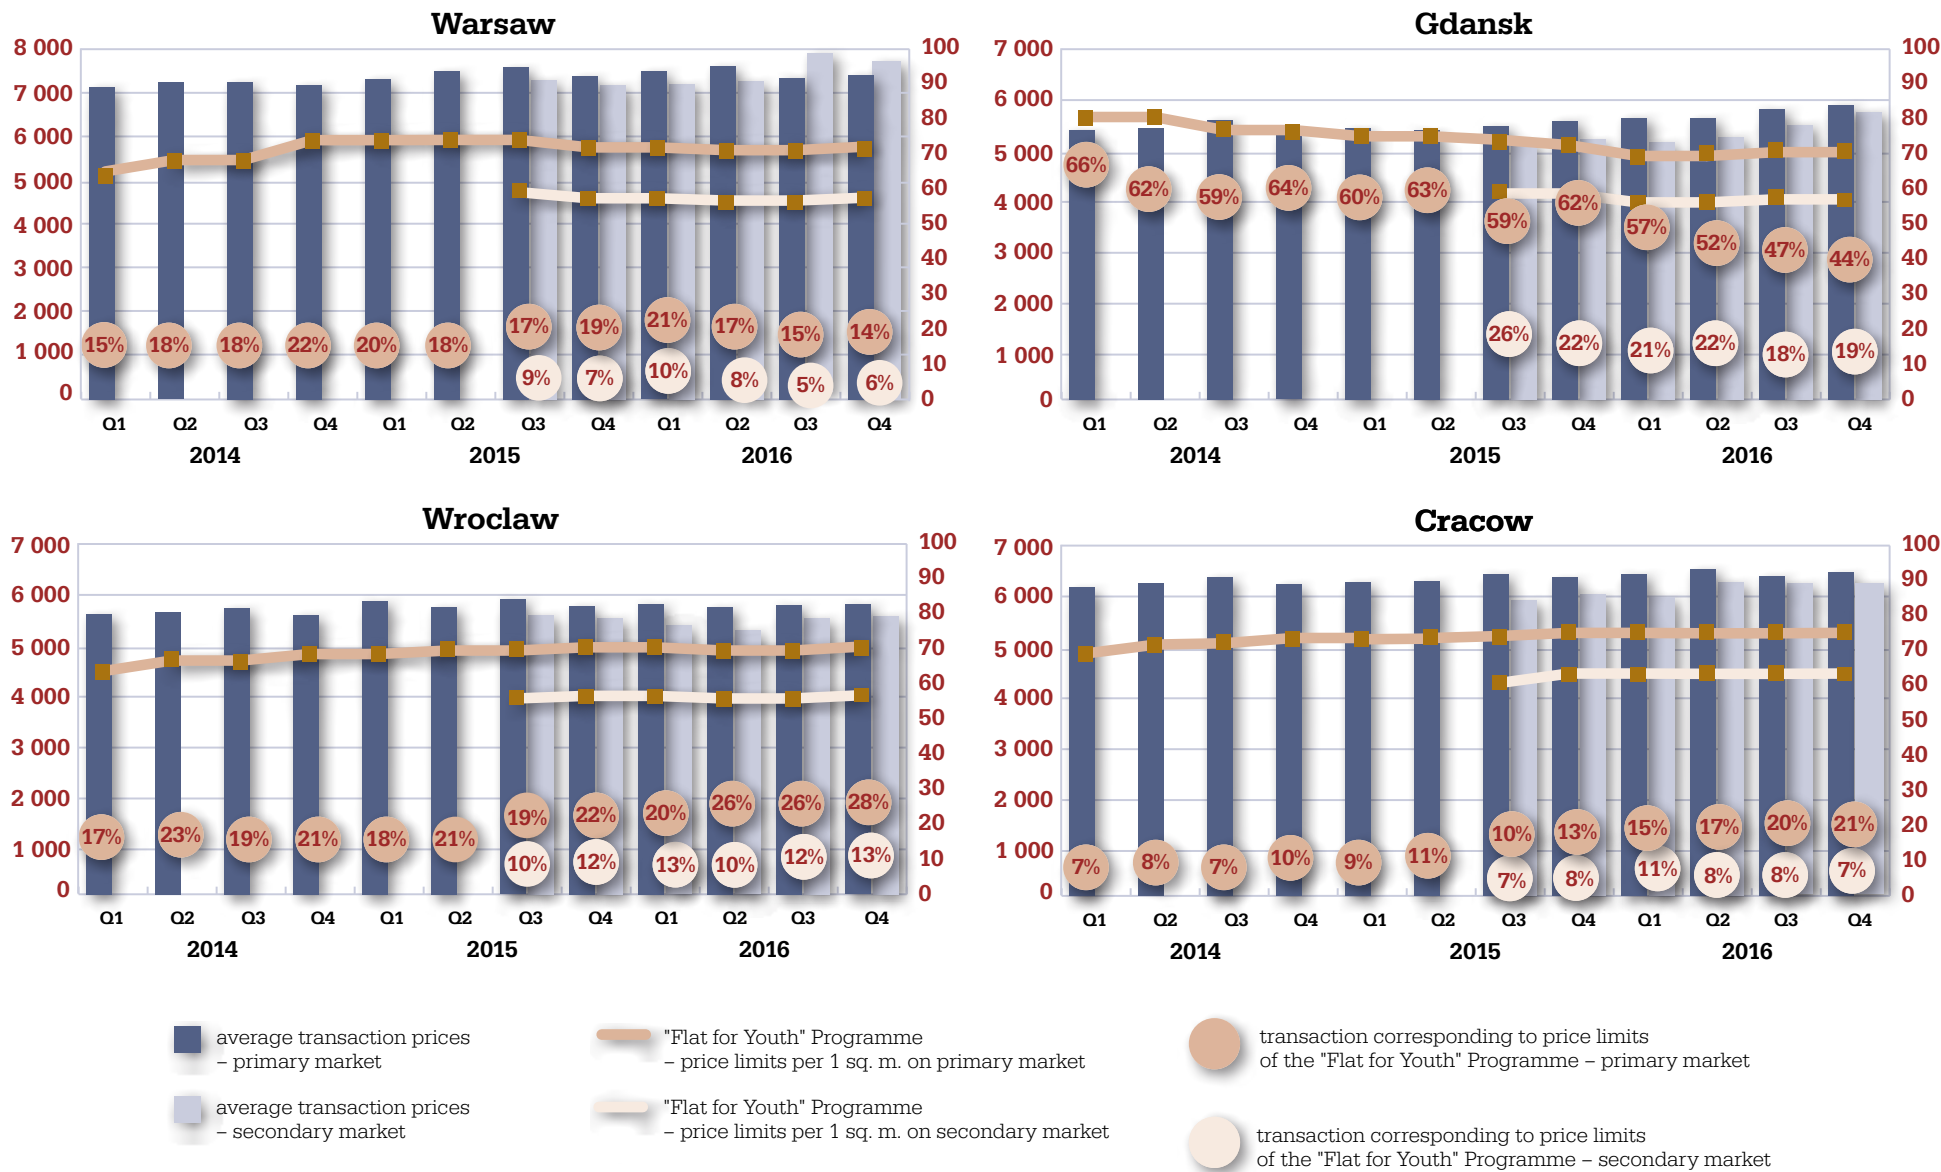 Warsaw
8 000
7 000
6 000
5 000
4 000
3 000
2 000
1 000
0
100
90
80
70
60
50
40
30
20
10
0
15% 18% 18% 22% 20% 18% 17% 19% 21% 17% 15% 14%
9% 7% 10% 8% 5% 6%
Q1 Q2 Q3 Q4 Q1 Q2 Q3 Q4 Q1 Q2 Q3 Q4
2014 2015 2016
Gdansk
7 000
6 000
5 000
4 000
3 000
2 000
1 000
0
100
90
80
70
60
50
40
30
20
10
0
66% 62% 59% 64% 60% 63% 59% 62% 57% 52% 47% 44%
26% 22% 21% 22% 18% 19%
Q1 Q2 Q3 Q4 Q1 Q2 Q3 Q4 Q1 Q2 Q3 Q4
2014 2015 2016
Wroclaw
7 000
6 000
5 000
4 000
3 000
2 000
1 000
0
100
90
80
70
60
50
40
30
20
10
0
17% 23% 19% 21% 18% 21% 19% 22% 20% 26% 26% 28%
10% 12% 13% 10% 12% 13%
Q1 Q2 Q3 Q4 Q1 Q2 Q3 Q4 Q1 Q2 Q3 Q4
2014 2015 2016
Cracow
7 000
6 000
5 000
4 000
3 000
2 000
1 000
0
100
90
80
70
60
50
40
30
20
10
0
7% 8% 7% 10% 9% 11% 10% 13% 15% 17% 20% 21%
7% 8% 11% 8% 8% 7%
Q1 Q2 Q3 Q4 Q1 Q2 Q3 Q4 Q1 Q2 Q3 Q4
2014 2015 2016
average transaction prices
– primary market
average transaction prices
– secondary market
"Flat for Youth" Programme
– price limits per 1 sq. m. on primary market
"Flat for Youth" Programme
– price limits per 1 sq. m. on secondary market
transaction corresponding to price limits
of the "Flat for Youth" Programme – primary market
transaction corresponding to price limits
of the "Flat for Youth" Programme – secondary market